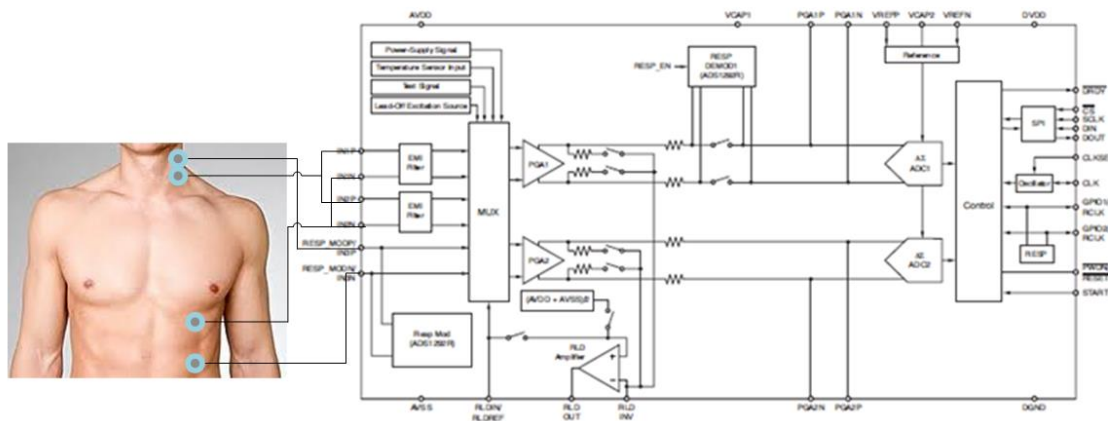 AVDD
VCAP1
PGA1P
PGA1N
VREFP
VCAP2
VREFN
DVDD
Power-Supply Signal
Temperature Sensor Input
Test Signal
Lead-Off Excitation Source
RESP_EN
RESP
DEMOD1
(ADS1292R)
Reference
DRDY
CS
SCLK
DIN
DOUT
SPI
CLKSE
CLK
Oscillator
GPIO1/
RCLK
GPIO2/
RCLK
RESP
PWDN/
RESET
START
Control
IN1P
IN1N
IN2P
IN2N
EMI
Filter
EMI
Filter
MUX
PGA1
PGA2
ΔΣ
ADC1
ΔΣ
ADC2
RESP_MODP/
IN3P
RESP_MODN/
IN3N
Resp Mod
(ADS1292R)
(AVDD + AVSS)/2
RLD
Amplifier
AVSS
RLDIN/
RLDREF
RLD
OUT
RLD
INV
PGA2N
PGA2P
DGND